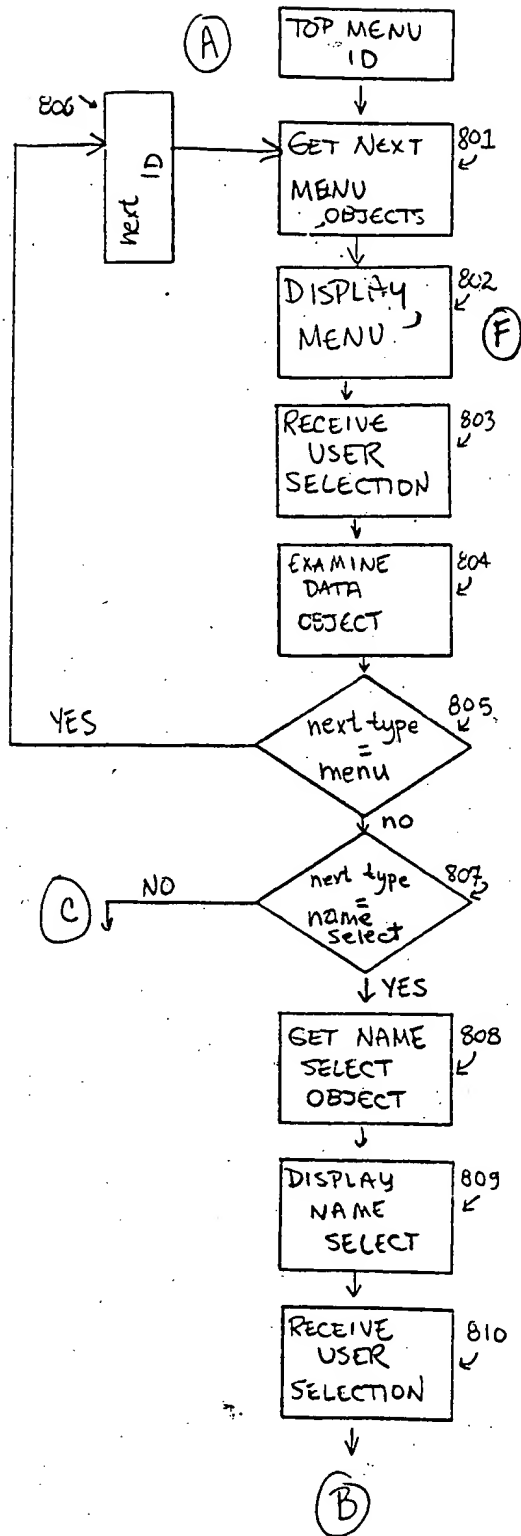 A
TOP MENU
ID
806
next ID
GET NEXT
MENU
OBJECTS
801
DISPLAY
MENU
802
F
RECEIVE
USER
SELECTION
803
EXAMINE
DATA
OBJECT
804
YES
next type
=
menu
805
no
NO
C
next type
=
name
select
807
YES
GET NAME
SELECT
OBJECT
808
DISPLAY
NAME
SELECT
809
RECEIVE
USER
SELECTION
810
B